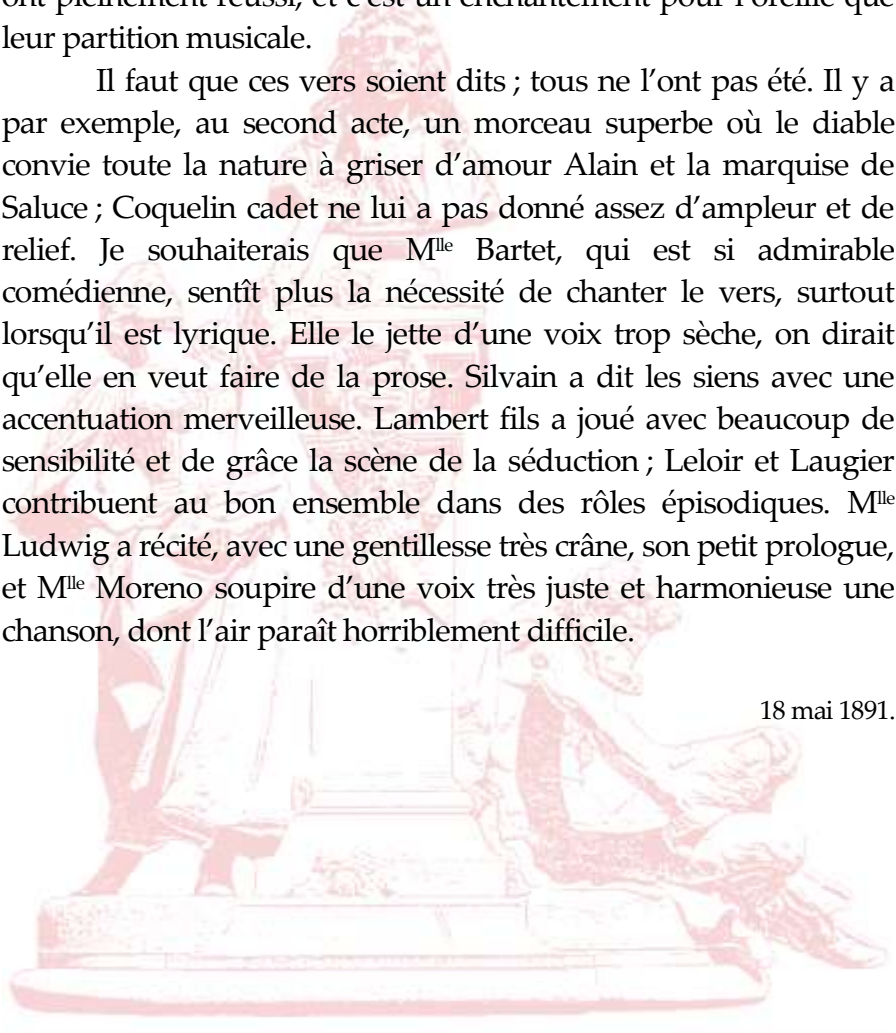 ont pleinement réussi, et c'est un enchantement pour l'oreille que
leur partition musicale.
Il faut que ces vers soient dits ; tous ne l'ont pas été. Il y a
par exemple, au second acte, un morceau superbe où le diable
convie toute la nature à griser d'amour Alain et la marquise de
Saluce ; Coquelin cadet ne lui a pas donné assez d'ampleur et de
relief. Je souhaiterais que Mlle Bartet, qui est si admirable
comédienne, sentît plus la nécessité de chanter le vers, surtout
lorsqu'il est lyrique. Elle le jette d'une voix trop sèche, on dirait
qu'elle en veut faire de la prose. Silvain a dit les siens avec une
accentuation merveilleuse. Lambert fils a joué avec beaucoup de
sensibilité et de grâce la scène de la séduction ; Leloir et Laugier
contribuent au bon ensemble dans des rôles épisodiques. Mlle
Ludwig a récité, avec une gentillesse très crâne, son petit prologue,
et Mlle Moreno soupire d'une voix très juste et harmonieuse une
chanson, dont l'air paraît horriblement difficile.
18 mai 1891.